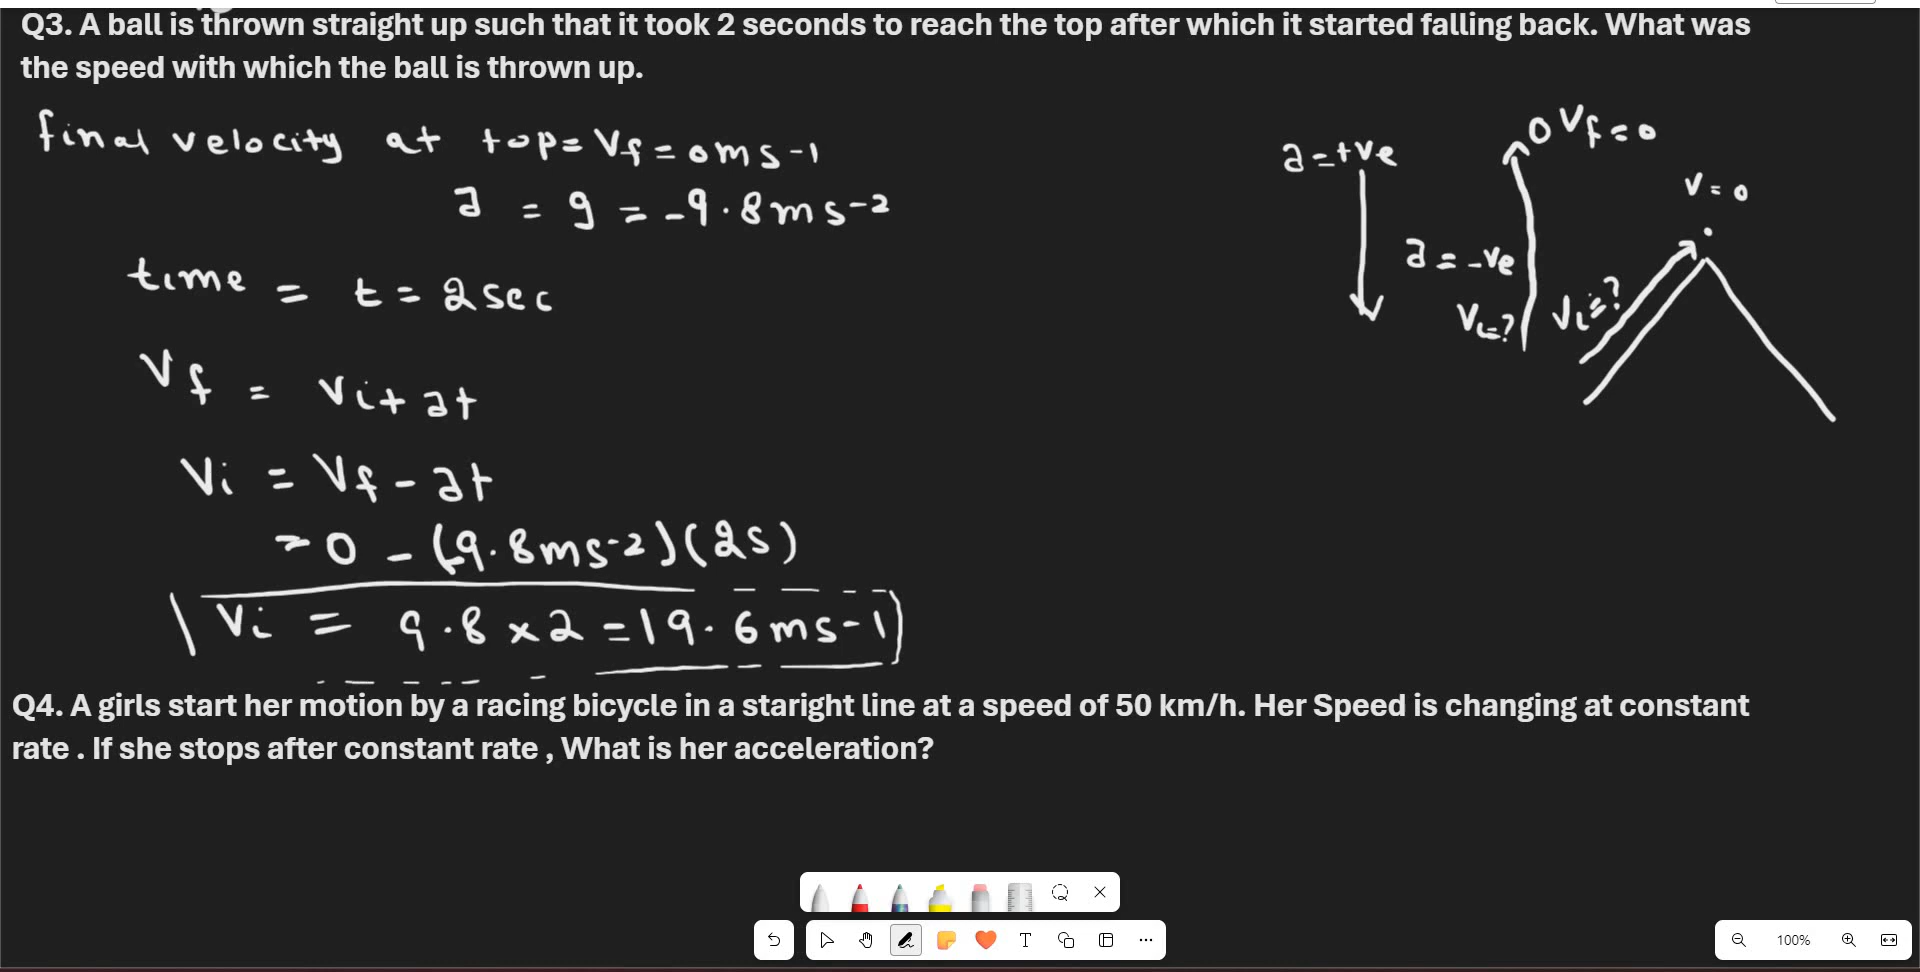 Q3. A ball is thrown straight up such that it took 2 seconds to reach the top after which it started falling back. What was
the speed with which the ball is thrown up.
final velocity at top = Vf = 0ms-1
a = g = -9.8ms-2
time = t = 2sec
Vf = Vi + at
Vi = Vf - at
= 0 - (-9.8ms-2)(2s)
Vi = 9.8 × 2 = 19.6ms-1
a = +ve
Vf = 0
V = 0
a = -ve
Vi = ?
Vi = ?
Q4. A girls start her motion by a racing bicycle in a staright line at a speed of 50 km/h. Her Speed is changing at constant
rate . If she stops after constant rate , What is her acceleration?
T
100%